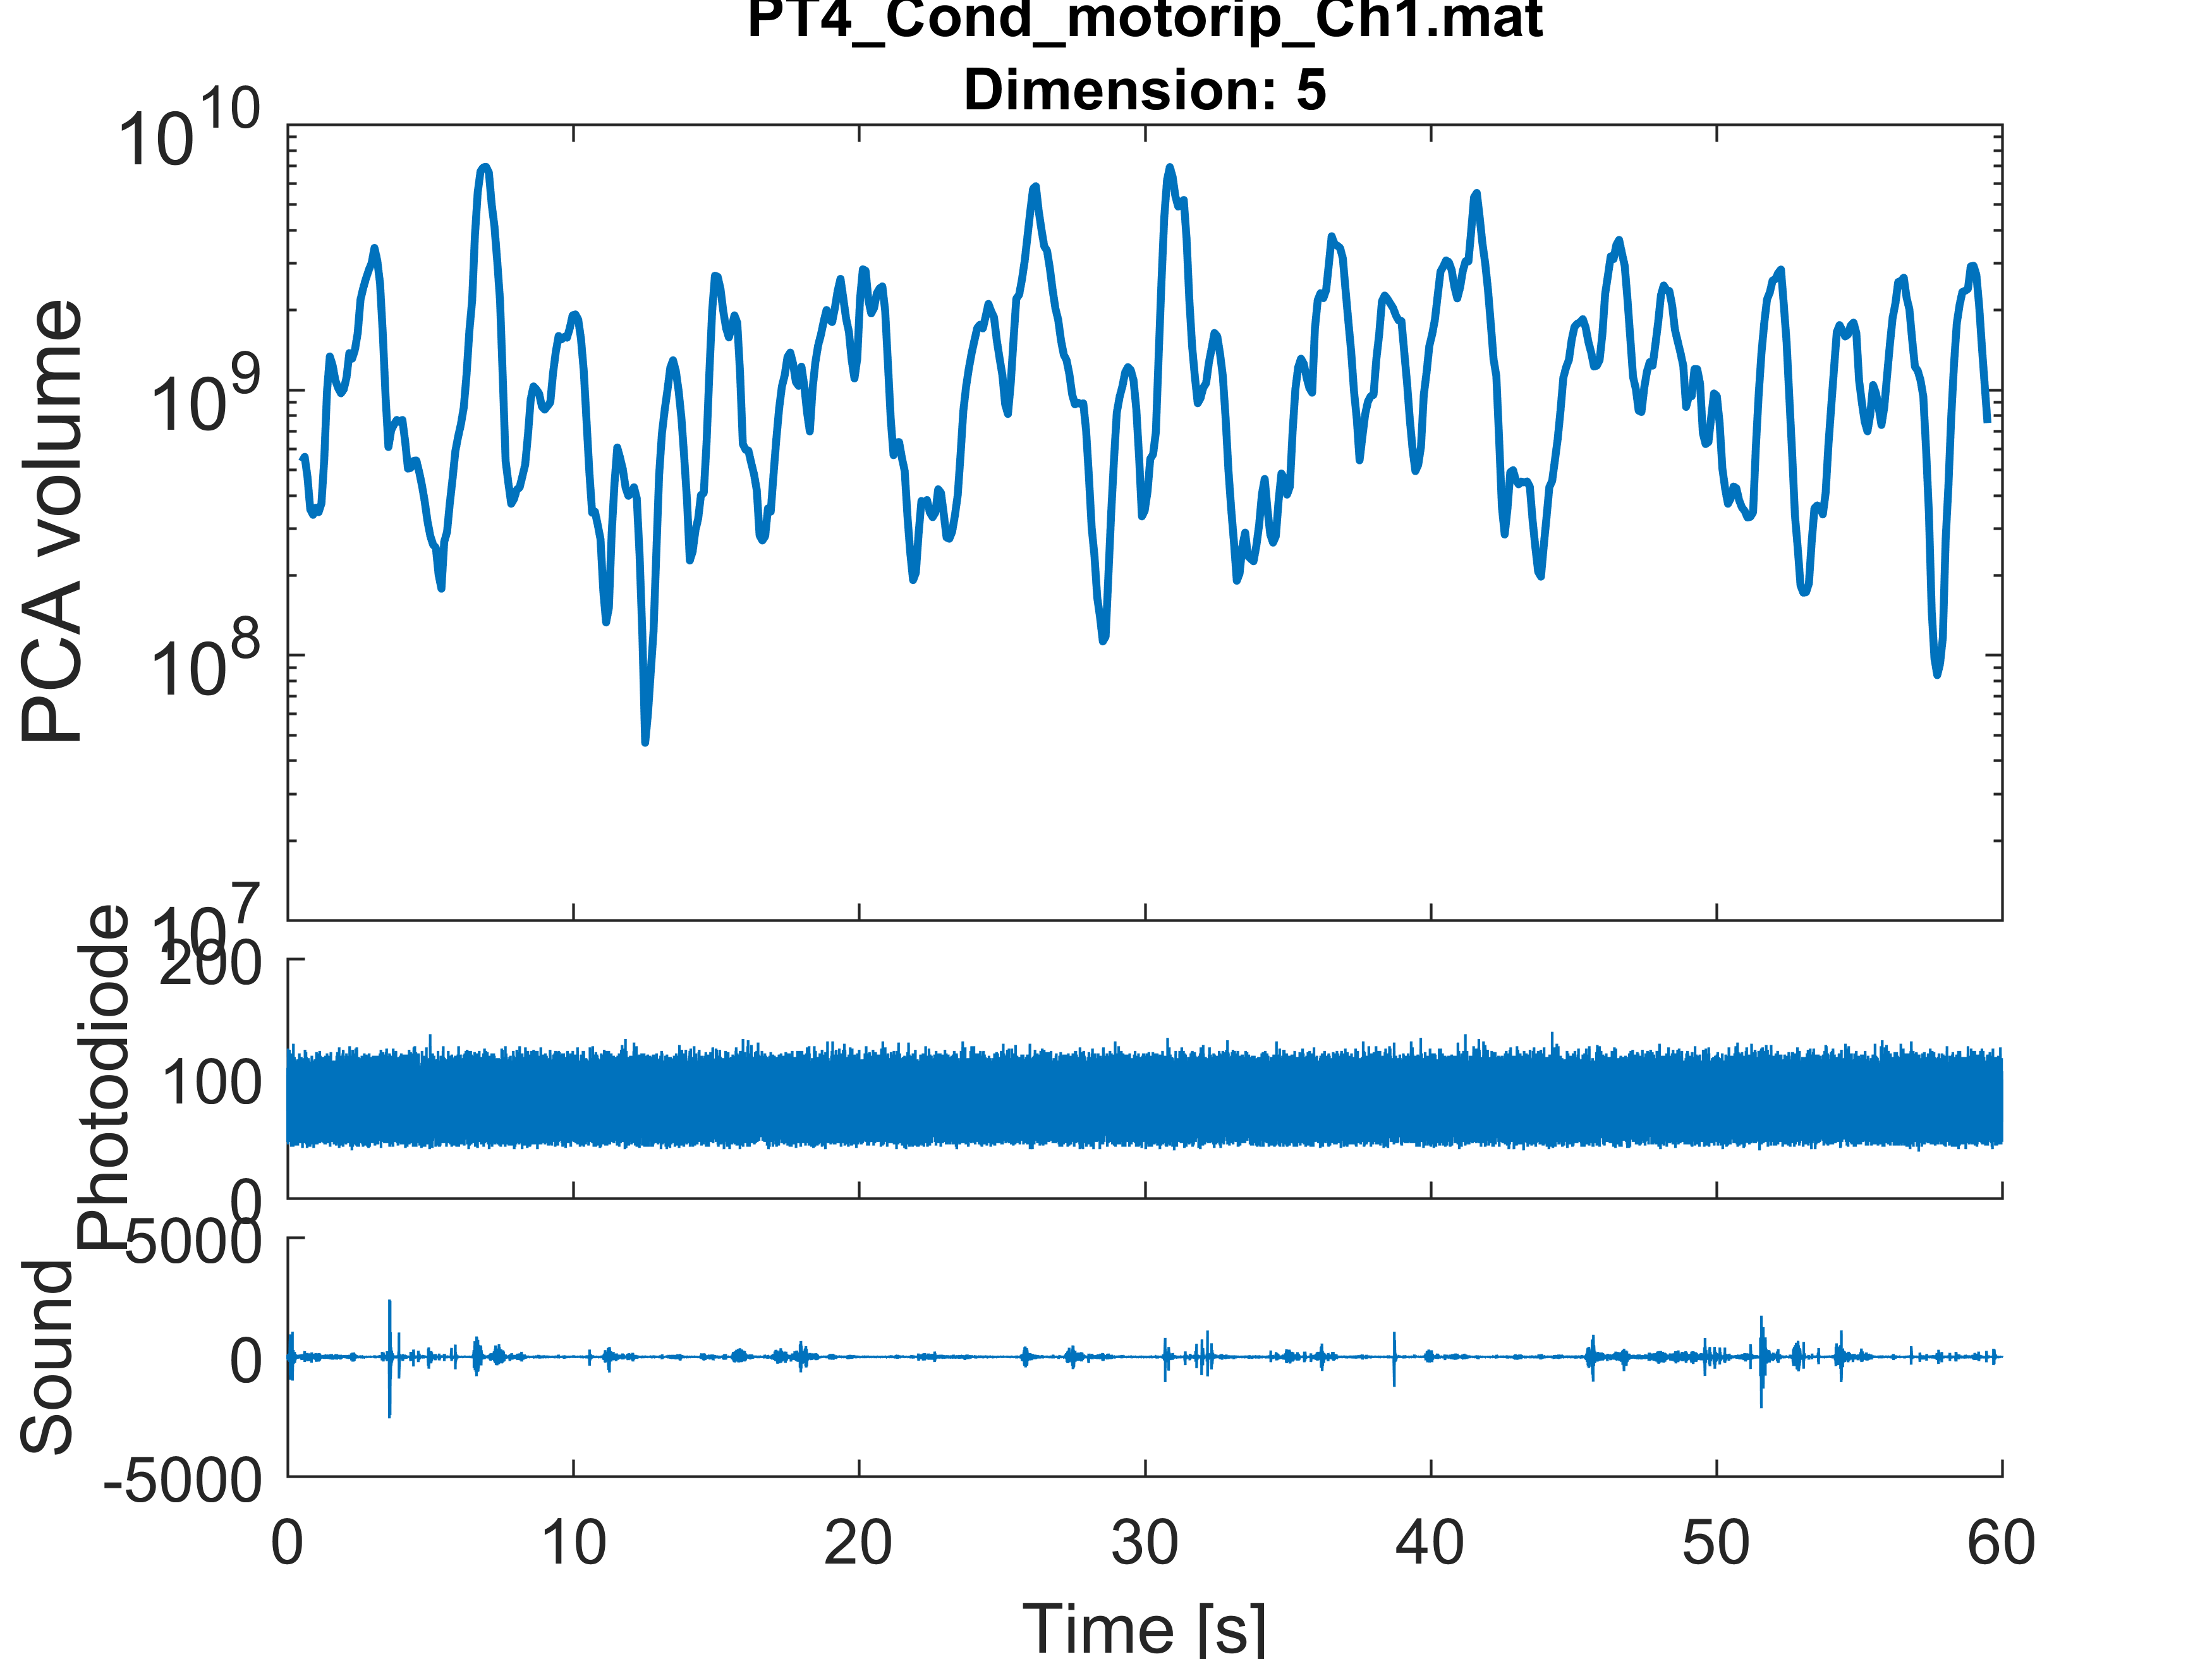 PT4_Cond_motorip_Ch1.mat
Dimension: 5
PCA volume
10^10
10^9
10^8
10^7
Photodiode
200
100
0
Sound
5000
0
-5000
0 10 20 30 40 50 60
Time [s]